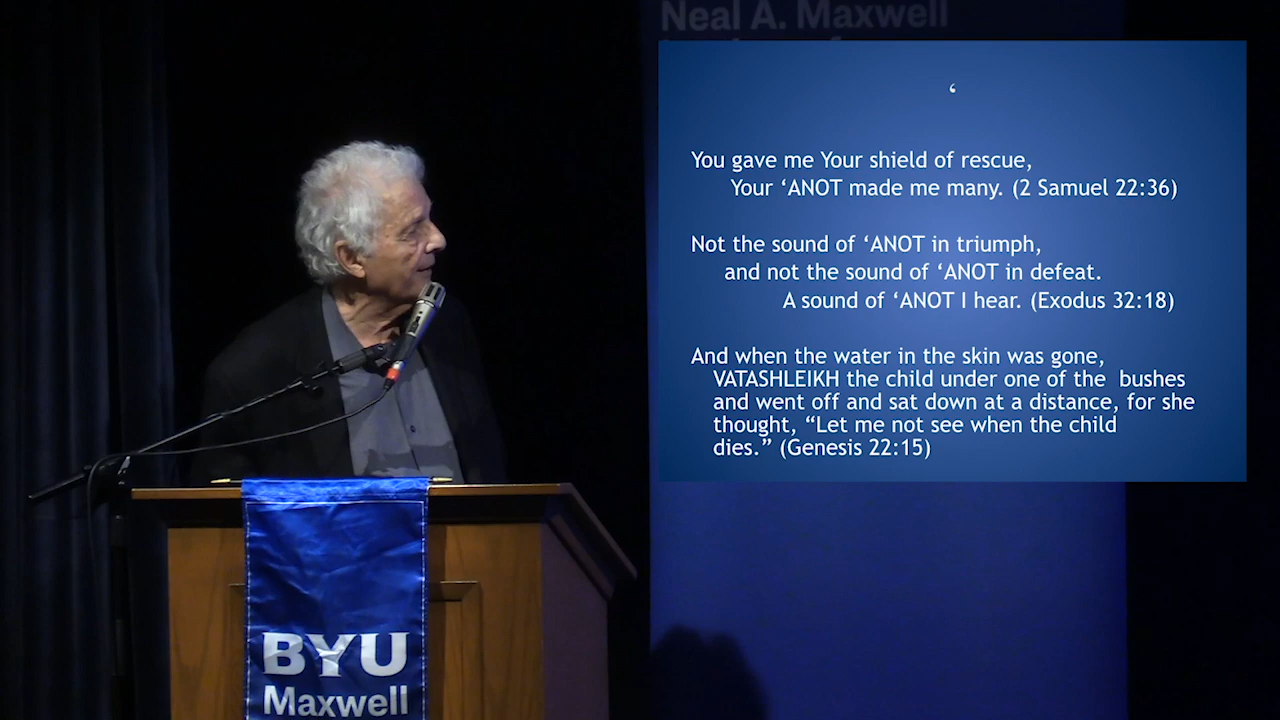 Neal A. Maxwell
‘
You gave me Your shield of rescue,
Your ‘ANOT made me many. (2 Samuel 22:36)
Not the sound of ‘ANOT in triumph,
and not the sound of ‘ANOT in defeat.
A sound of ‘ANOT I hear. (Exodus 32:18)
And when the water in the skin was gone,
VATASHLEIKH the child under one of the bushes
and went off and sat down at a distance, for she
thought, “Let me not see when the child
dies.” (Genesis 22:15)
BYU
Maxwell